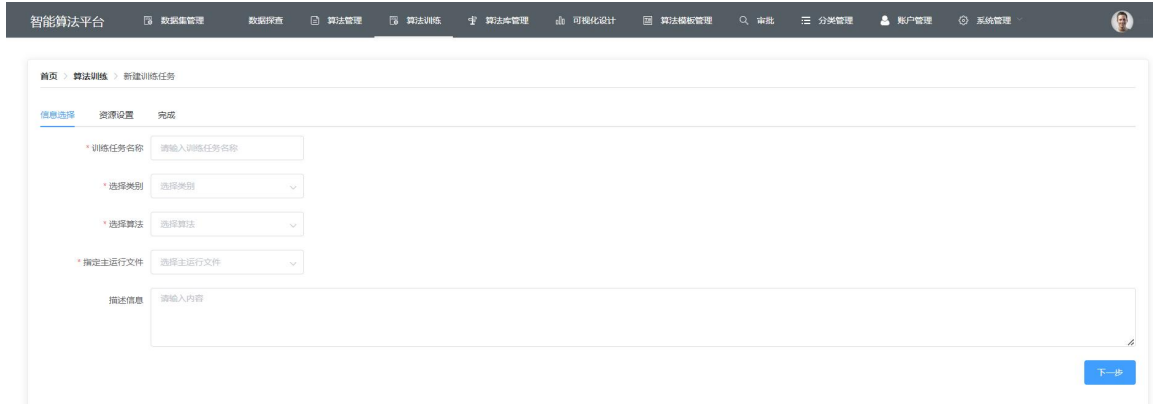 智能算法平台 数据集管理 数据探查 算法管理 算法训练 算法库管理 可视化设计 算法模板管理 审批 分类管理 账户管理 系统管理
首页 > 算法训练 > 新建训练任务
信息选择 资源设置 完成
* 训练任务名称 请输入训练任务名称
* 选择类别 选择类别
* 选择算法 选择算法
* 指定主运行文件 选择主运行文件
描述信息 请输入内容
下一步